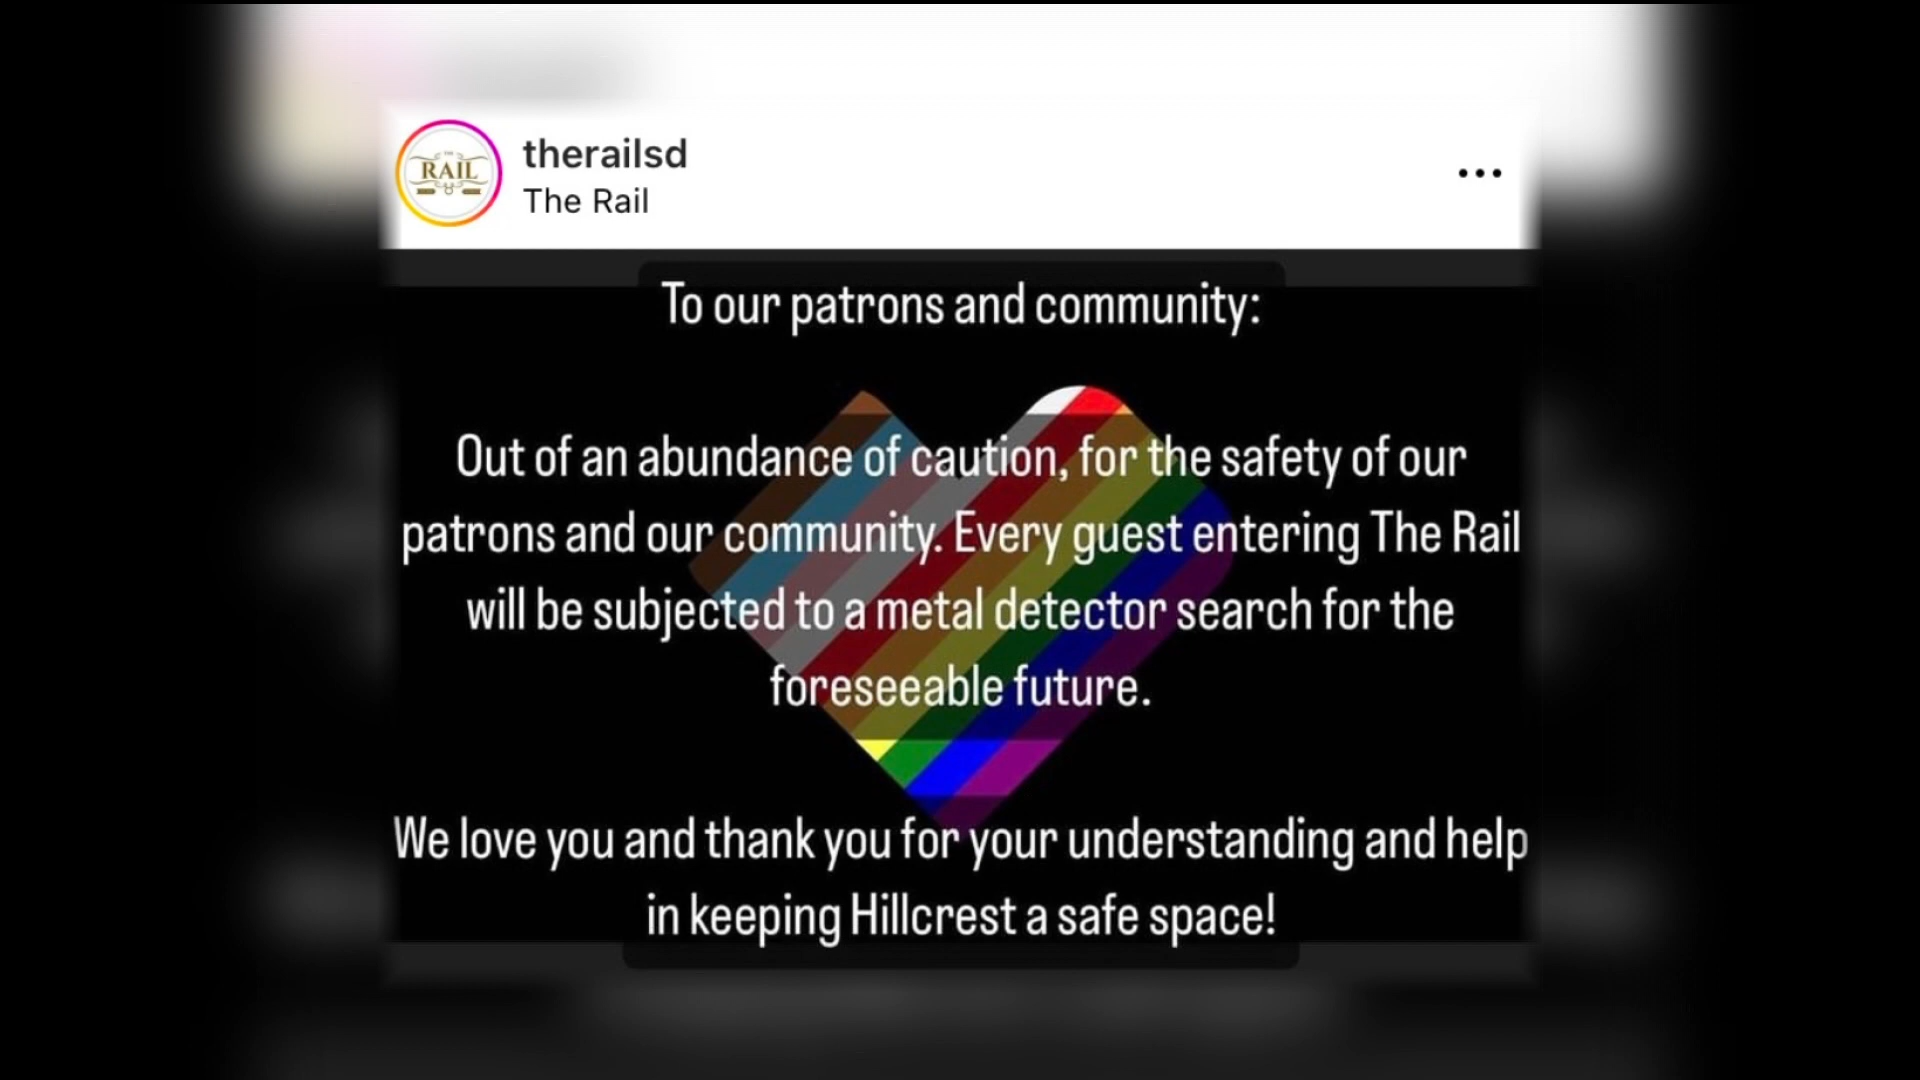 THE
RAIL
therailsd
The Rail
To our patrons and community:
Out of an abundance of caution, for the safety of our
patrons and our community. Every guest entering The Rail
will be subjected to a metal detector search for the
foreseeable future.
We love you and thank you for your understanding and help
in keeping Hillcrest a safe space!